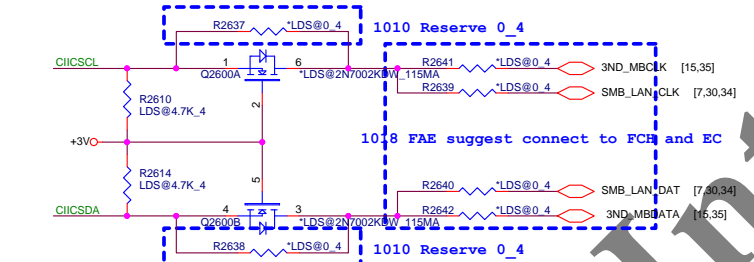 R2637 *LDS@0_4 1010 Reserve 0_4
CIICSCL 1 6 R2641 *LDS@0_4 3ND_MBCLK [15,35]
Q2600A *LDS@2N7002KDW_115MA
R2639 *LDS@0_4 SMB_LAN_CLK [7,30,34]
R2610
LDS@4.7K_4
2
+3V 1018 FAE suggest connect to FCH and EC
R2614
LDS@4.7K_4
5
R2640 *LDS@0_4 SMB_LAN_DAT [7,30,34]
CIICSDA 4 3 R2642 *LDS@0_4 3ND_MBDATA [15,35]
Q2600B *LDS@2N7002KDW_115MA
R2638 *LDS@0_4 1010 Reserve 0_4